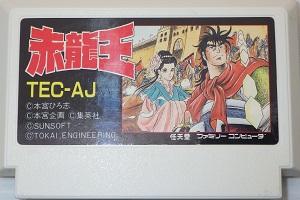 赤龍王
TEC-AJ
©本宮ひろ志
©本宮企画 ©集英社
©SUNSOFT
©TOKAI ENGINEERING
任天堂 ファミリーコンピュータ